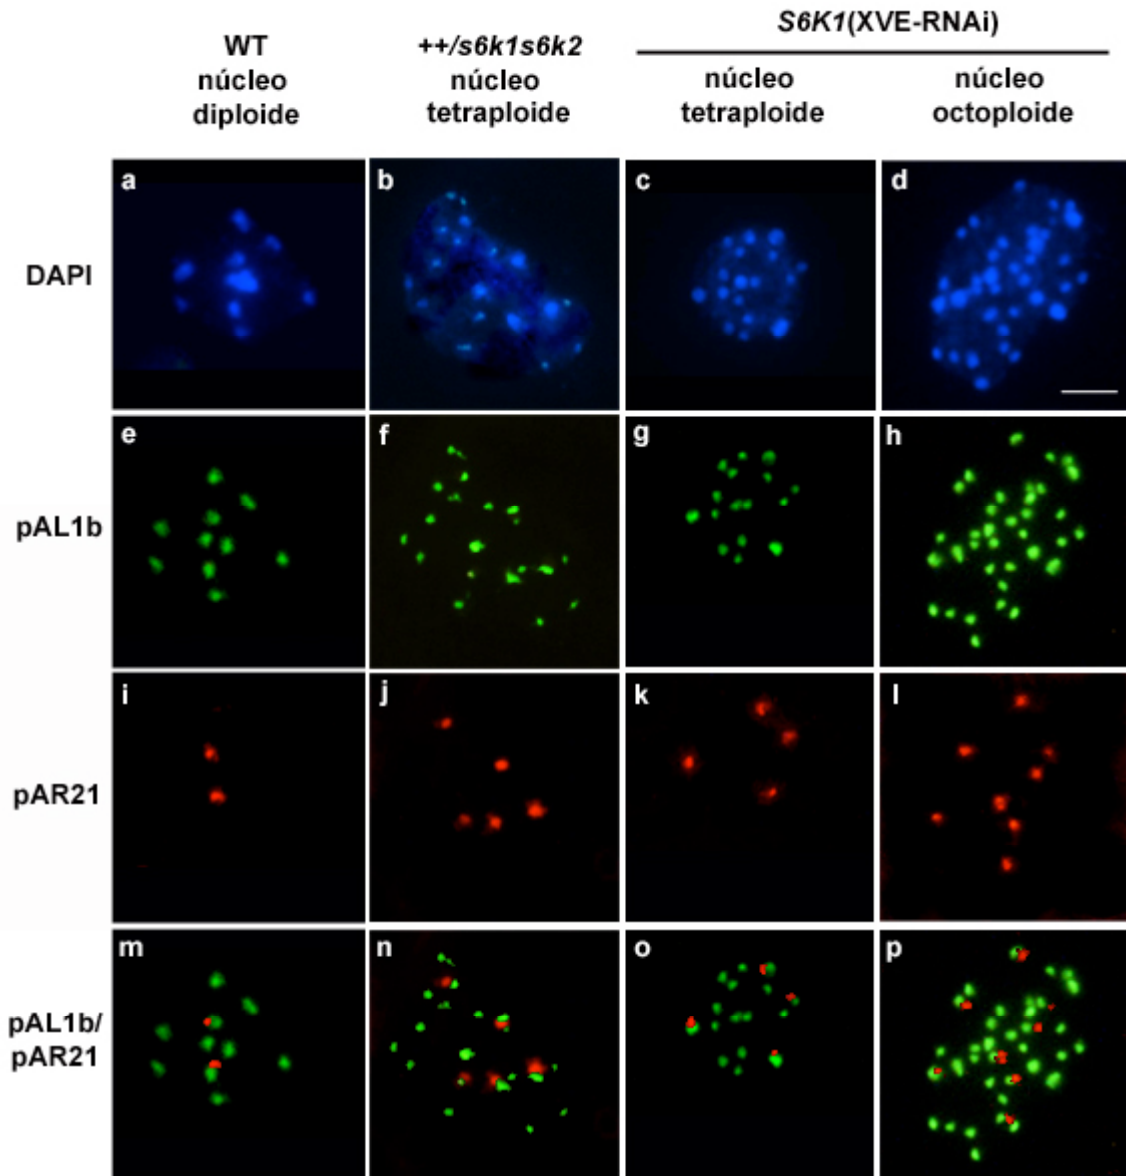 S6K1(XVE-RNAi)
WT
núcleo
diploide
++/s6k1s6k2
núcleo
tetraploide
núcleo
tetraploide
núcleo
octoploide
DAPI
a
b
c
d
pAL1b
e
f
g
h
pAR21
i
j
k
l
pAL1b/
pAR21
m
n
o
p